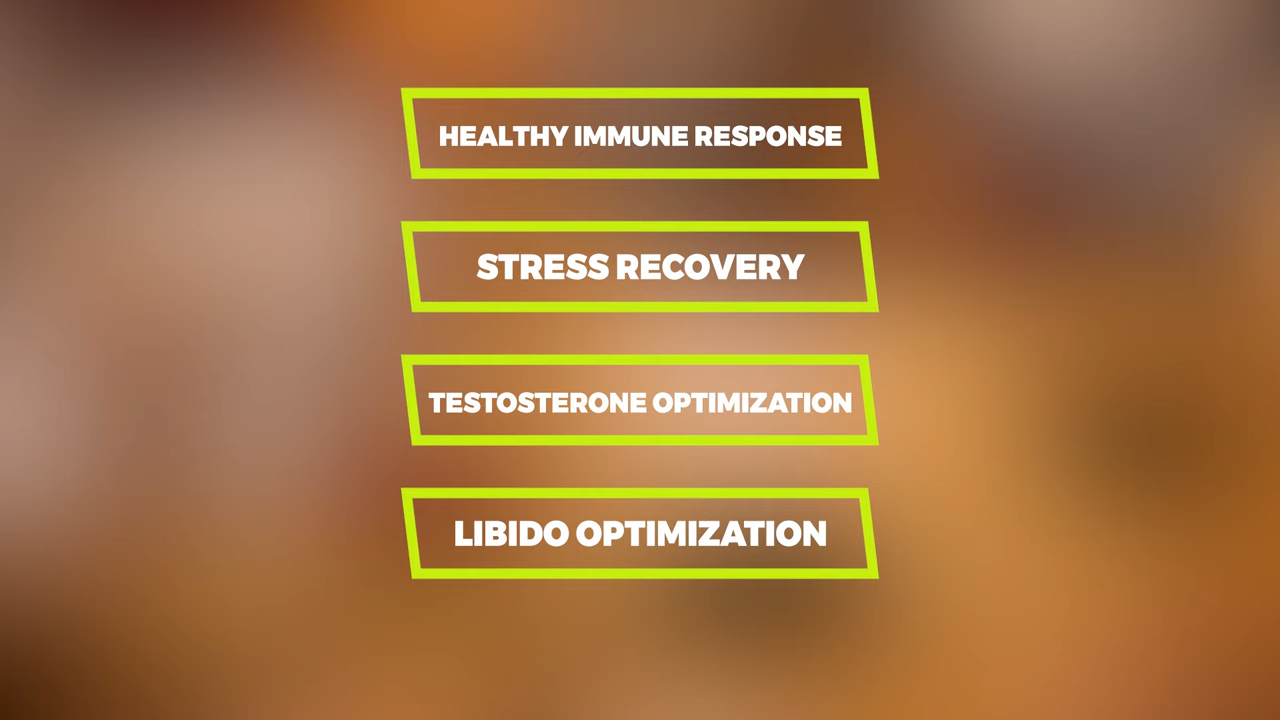 HEALTHY IMMUNE RESPONSE
STRESS RECOVERY
TESTOSTERONE OPTIMIZATION
LIBIDO OPTIMIZATION